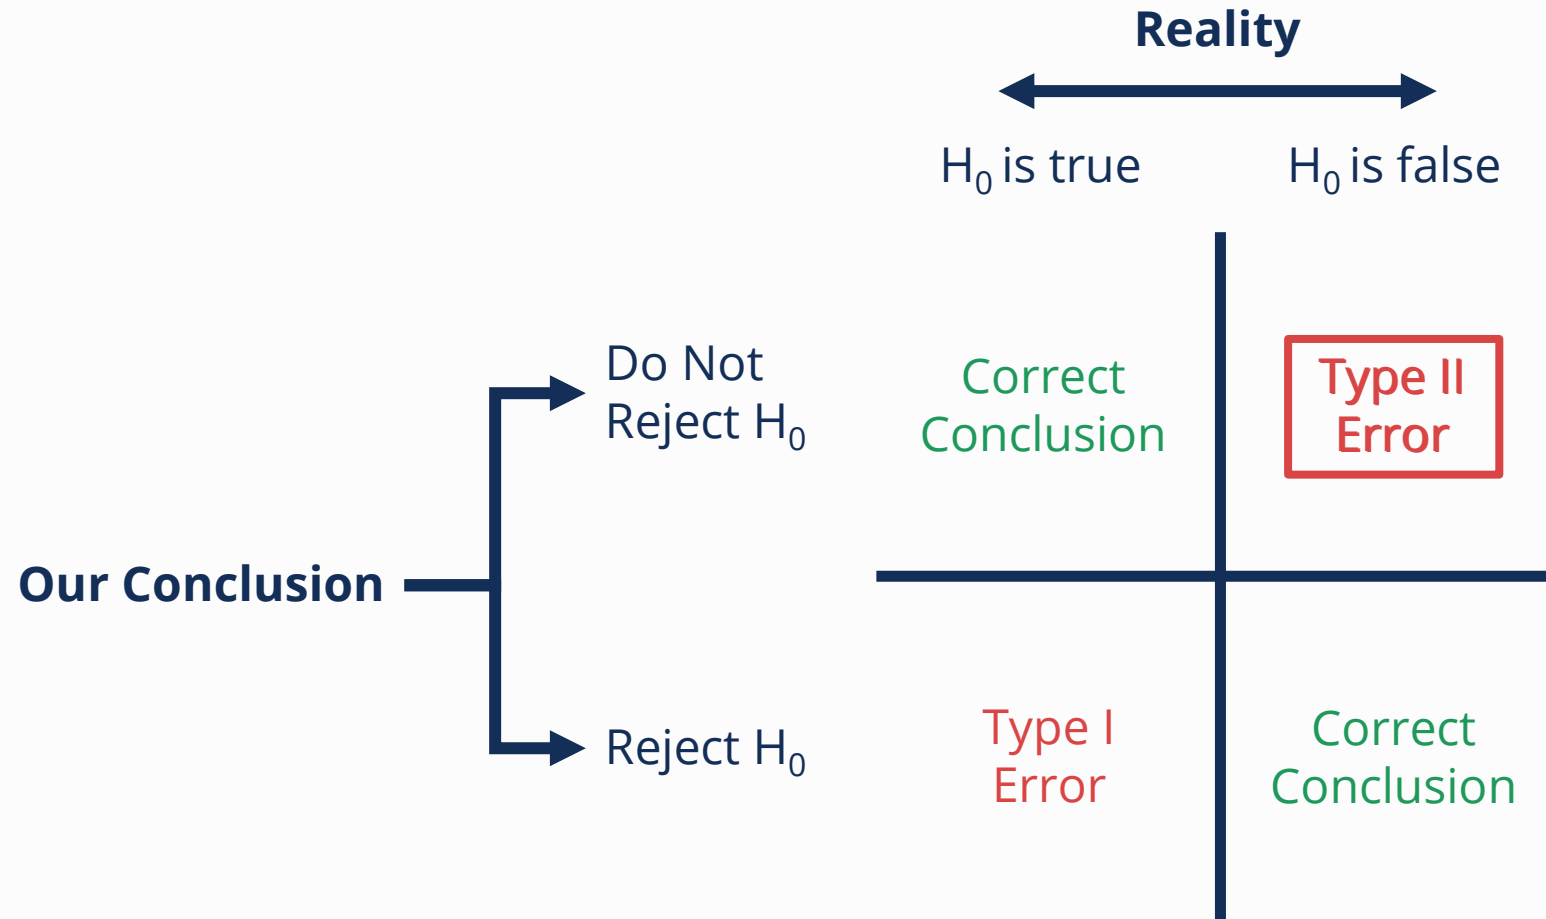 Reality
H₀ is true
H₀ is false
Do Not
Reject H₀
Correct
Conclusion
Type II
Error
Our Conclusion
Reject H₀
Type I
Error
Correct
Conclusion